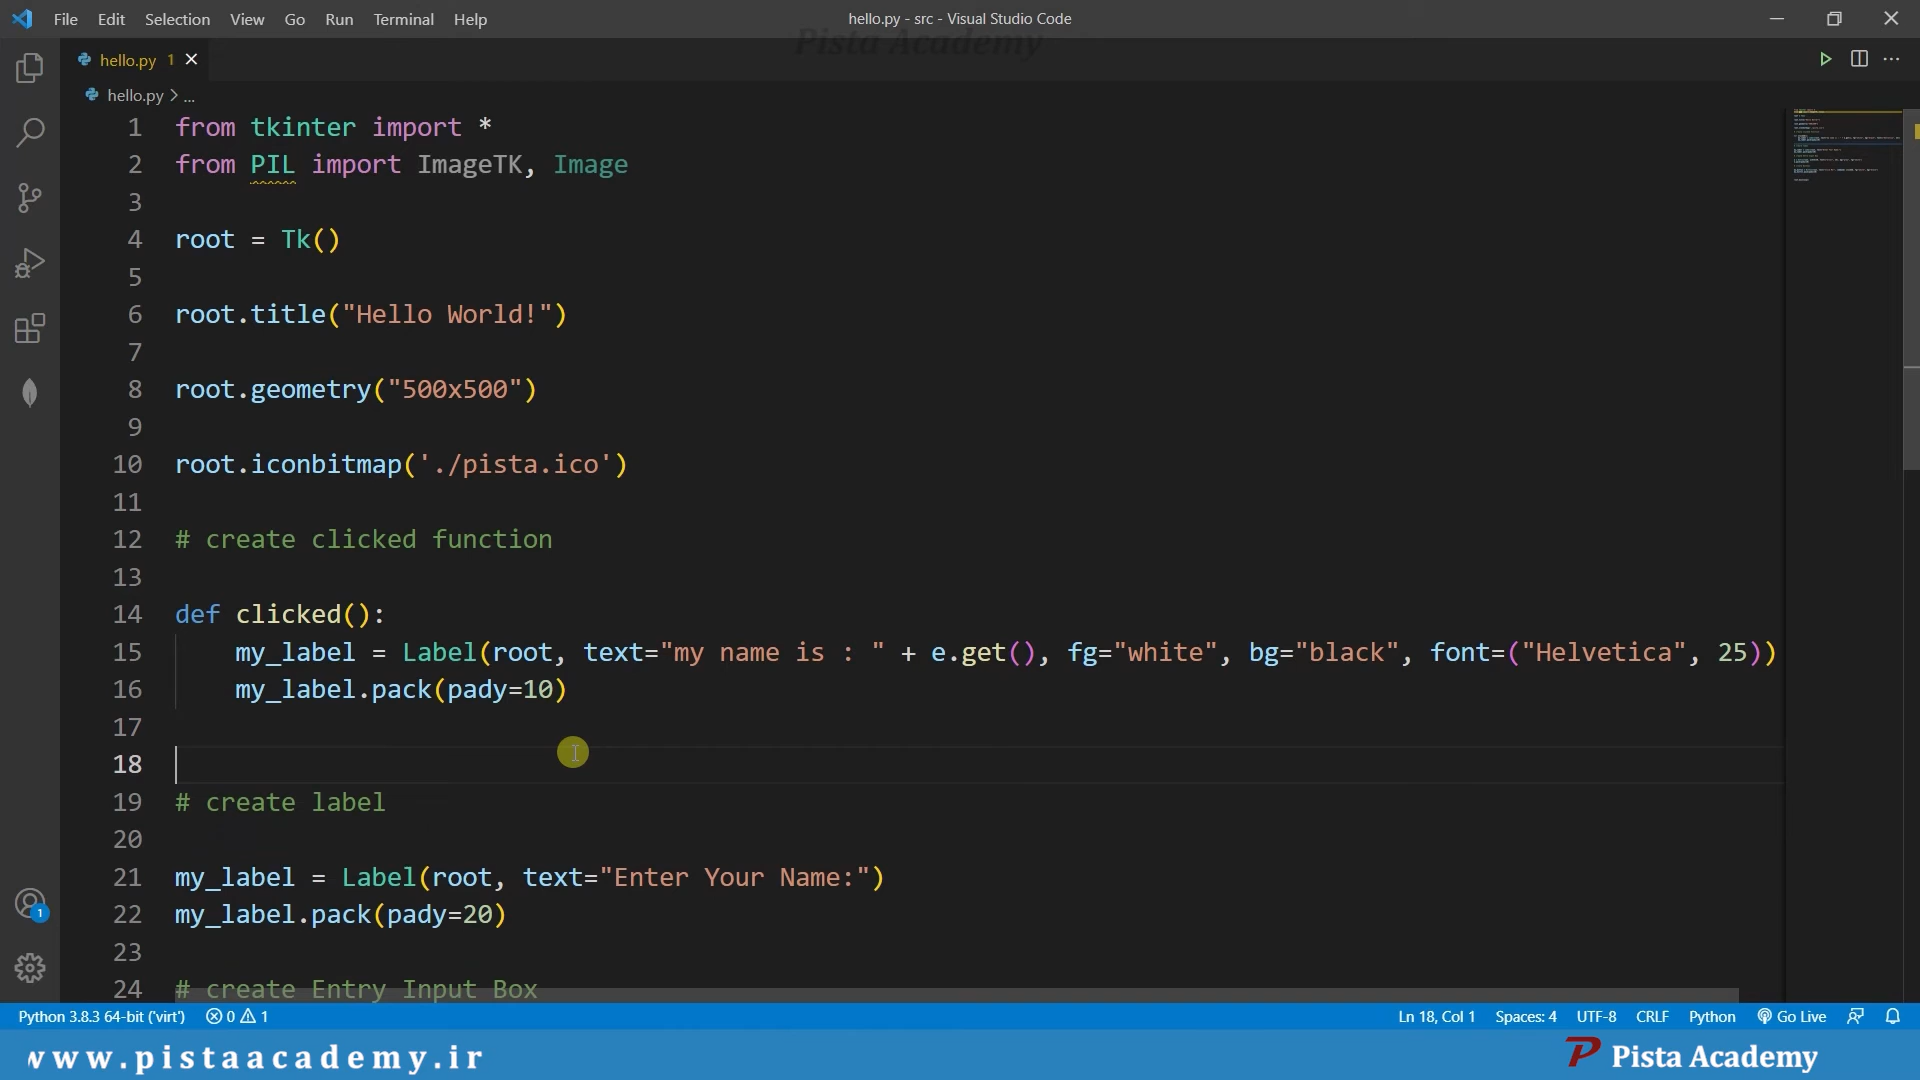 File Edit Selection View Go Run Terminal Help
hello.py - src - Visual Studio Code
Pista Academy
hello.py 1
hello.py > ...
1 from tkinter import *
2 from PIL import ImageTK, Image
3
4 root = Tk()
5
6 root.title("Hello World!")
7
8 root.geometry("500x500")
9
10 root.iconbitmap('./pista.ico')
11
12 # create clicked function
13
14 def clicked():
15 my_label = Label(root, text="my name is : " + e.get(), fg="white", bg="black", font=("Helvetica", 25))
16 my_label.pack(pady=10)
17
18
19 # create label
20
21 my_label = Label(root, text="Enter Your Name:")
22 my_label.pack(pady=20)
23
24 # create Entry Input Box
1
Python 3.8.3 64-bit ('virt') 0 1 Ln 18, Col 1 Spaces: 4 UTF-8 CRLF Python Go Live
www.pistaacademy.ir
Pista Academy